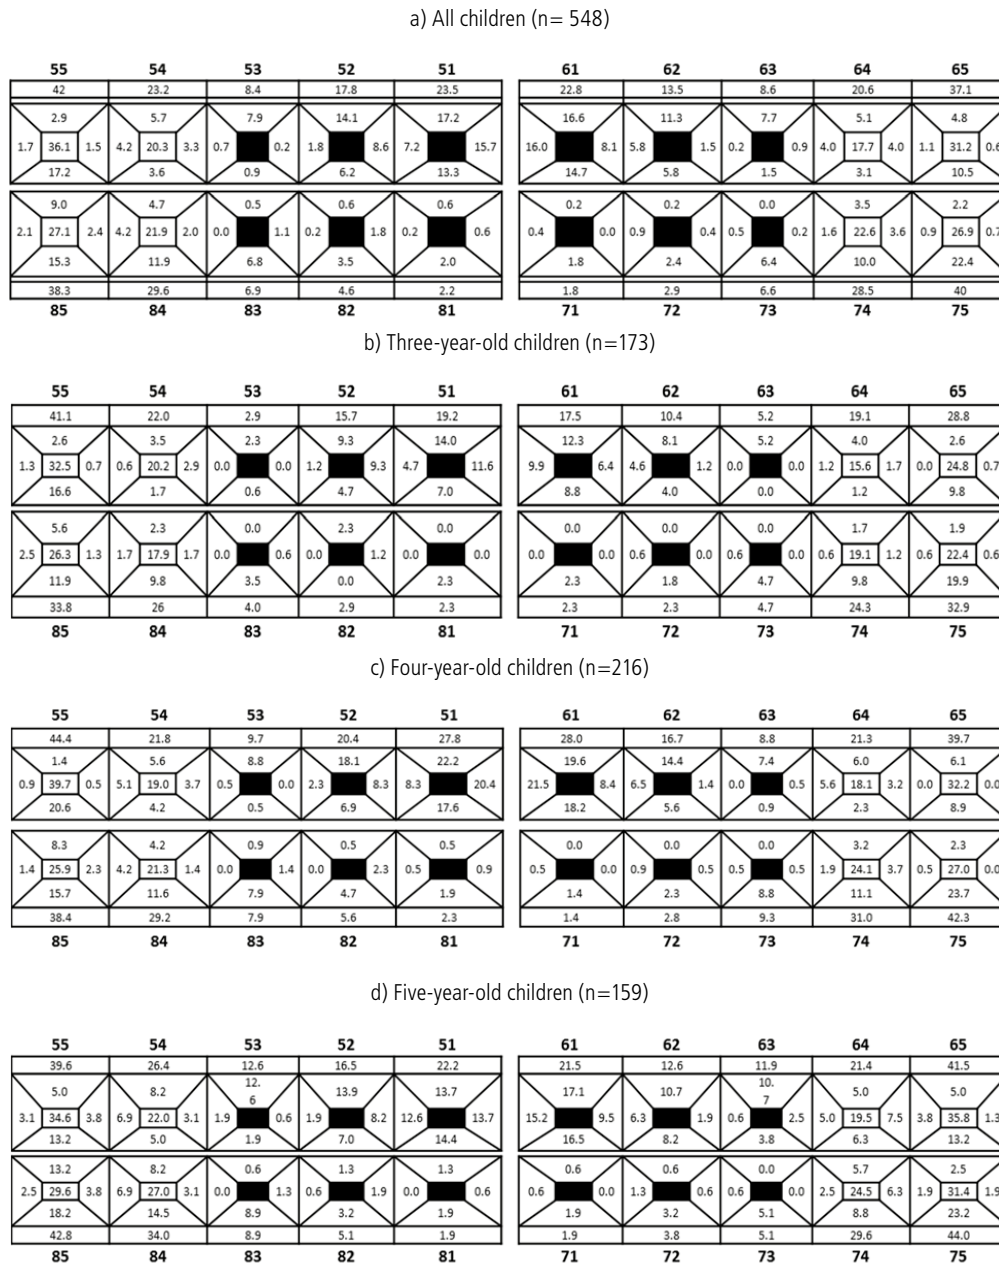 a) All children (n= 548)
55 54 53 52 51 61 62 63 64 65
42 23.2 8.4 17.8 23.5 22.8 13.5 8.6 20.6 37.1
2.9 5.7 7.9 14.1 17.2 16.6 11.3 7.7 5.1 4.8
1.7 36.1 1.5 4.2 20.3 3.3 0.7 0.2 1.8 8.6 7.2 15.7 16.0 8.1 5.8 1.5 0.2 0.9 4.0 17.7 4.0 1.1 31.2 0.6
17.2 3.6 0.9 6.2 13.3 14.7 5.8 1.5 3.1 10.5
9.0 4.7 0.5 0.6 0.6 0.2 0.2 0.0 3.5 2.2
2.1 27.1 2.4 4.2 21.9 2.0 0.0 1.1 0.2 1.8 0.2 0.6 0.4 0.0 0.9 0.4 0.5 0.2 1.6 22.6 3.6 0.9 26.9 0.7
15.3 11.9 6.8 3.5 2.0 1.8 2.4 6.4 10.0 22.4
38.3 29.6 6.9 4.6 2.2 1.8 2.9 6.6 28.5 40
85 84 83 82 81 71 72 73 74 75
b) Three-year-old children (n=173)
55 54 53 52 51 61 62 63 64 65
41.1 22.0 2.9 15.7 19.2 17.5 10.4 5.2 19.1 28.8
2.6 3.5 2.3 9.3 14.0 12.3 8.1 5.2 4.0 2.6
1.3 32.5 0.7 0.6 20.2 2.9 0.0 0.0 1.2 9.3 4.7 11.6 9.9 6.4 4.6 1.2 0.0 0.0 1.2 15.6 1.7 0.0 24.8 0.7
16.6 1.7 0.6 4.7 7.0 8.8 4.0 0.0 1.2 9.8
5.6 2.3 0.0 2.3 0.0 0.0 0.0 0.0 1.7 1.9
2.5 26.3 1.3 1.7 17.9 1.7 0.0 0.6 0.0 1.2 0.0 0.0 0.0 0.0 0.6 0.0 0.6 0.0 0.6 19.1 1.2 0.6 22.4 0.6
11.9 9.8 3.5 0.0 2.3 2.3 1.8 4.7 9.8 19.9
33.8 26 4.0 2.9 2.3 2.3 2.3 4.7 24.3 32.9
85 84 83 82 81 71 72 73 74 75
c) Four-year-old children (n=216)
55 54 53 52 51 61 62 63 64 65
44.4 21.8 9.7 20.4 27.8 28.0 16.7 8.8 21.3 39.7
1.4 5.6 8.8 18.1 22.2 19.6 14.4 7.4 6.0 6.1
0.9 39.7 0.5 5.1 19.0 3.7 0.5 0.0 2.3 8.3 8.3 20.4 21.5 8.4 6.5 1.4 0.0 0.5 5.6 18.1 3.2 0.0 32.2 0.0
20.6 4.2 0.5 6.9 17.6 18.2 5.6 0.9 2.3 8.9
8.3 4.2 0.9 0.5 0.5 0.0 0.0 0.0 3.2 2.3
1.4 25.9 2.3 4.2 21.3 1.4 0.0 1.4 0.0 2.3 0.5 0.9 0.5 0.0 0.9 0.5 0.5 0.5 1.9 24.1 3.7 0.5 27.0 0.0
15.7 11.6 7.9 4.7 1.9 1.4 2.3 8.8 11.1 23.7
38.4 29.2 7.9 5.6 2.3 1.4 2.8 9.3 31.0 42.3
85 84 83 82 81 71 72 73 74 75
d) Five-year-old children (n=159)
55 54 53 52 51 61 62 63 64 65
39.6 26.4 12.6 16.5 22.2 21.5 12.6 11.9 21.4 41.5
5.0 8.2 12. 13.9 13.7 17.1 10.7 10. 5.0 5.0
6 7
3.1 34.6 3.8 6.9 22.0 3.1 1.9 0.6 1.9 8.2 12.6 13.7 15.2 9.5 6.3 1.9 0.6 2.5 5.0 19.5 7.5 3.8 35.8 1.3
13.2 5.0 1.9 7.0 14.4 16.5 8.2 3.8 6.3 13.2
13.2 8.2 0.6 1.3 1.3 0.6 0.6 0.0 5.7 2.5
2.5 29.6 3.8 6.9 27.0 3.1 0.0 1.3 0.6 1.9 0.0 0.6 0.6 0.0 1.3 0.6 0.6 0.0 2.5 24.5 6.3 1.9 31.4 1.9
18.2 14.5 8.9 3.2 1.9 1.9 3.2 5.1 8.8 23.2
42.8 34.0 8.9 5.1 1.9 1.9 3.8 5.1 29.6 44.0
85 84 83 82 81 71 72 73 74 75